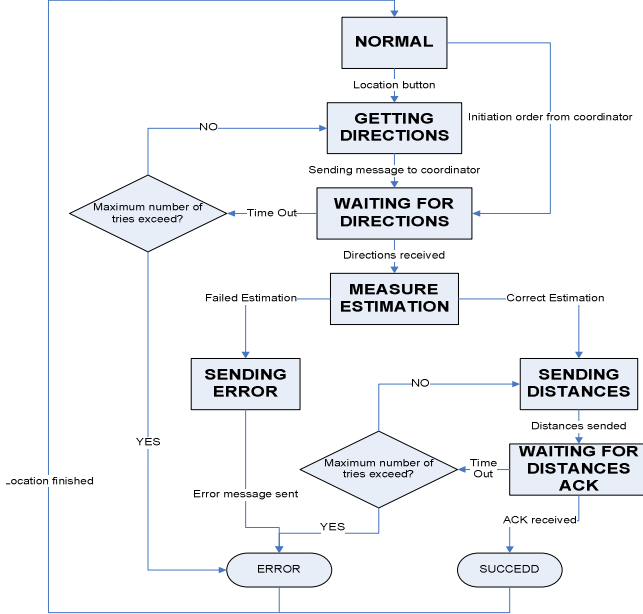 NORMAL
Location button
Initiation order from coordinator
GETTING
DIRECTIONS
NO
Sending message to coordinator
WAITING FOR
DIRECTIONS
Time Out
Maximum number of
tries exceed?
Directions received
MEASURE
ESTIMATION
Failed Estimation
Correct Estimation
SENDING
ERROR
SENDING
DISTANCES
NO
Distances sended
WAITING FOR
DISTANCES
ACK
Time
Out
Maximum number of
tries exceed?
YES
Location finished
Error message sent
YES
ACK received
ERROR
SUCCEDD